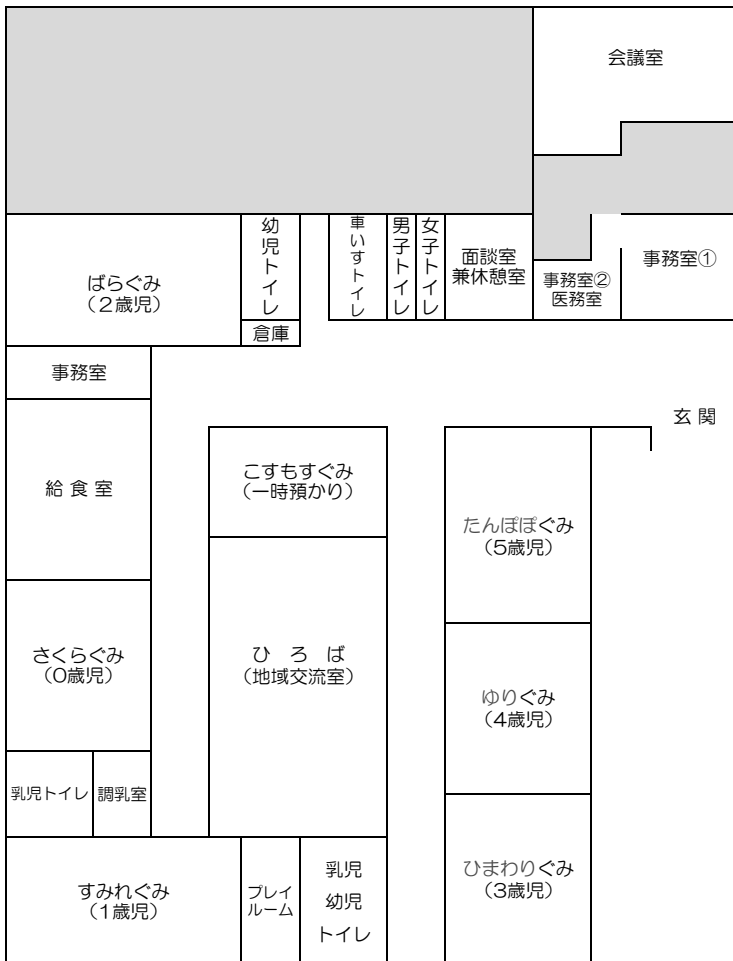 会議室
幼児トイレ
車いすトイレ
男子トイレ
女子トイレ
面談室
兼休憩室
事務室②
医務室
事務室①
ばらぐみ
（２歳児）
倉庫
事務室
玄 関
給 食 室
こすもすぐみ
（一時預かり）
たんぽぽぐみ
（5歳児）
さくらぐみ
（0歳児）
ひ ろ ば
（地域交流室）
ゆりぐみ
（4歳児）
乳児トイレ
調乳室
すみれぐみ
（１歳児）
プレイ
ルーム
乳児
幼児
トイレ
ひまわりぐみ
（3歳児）